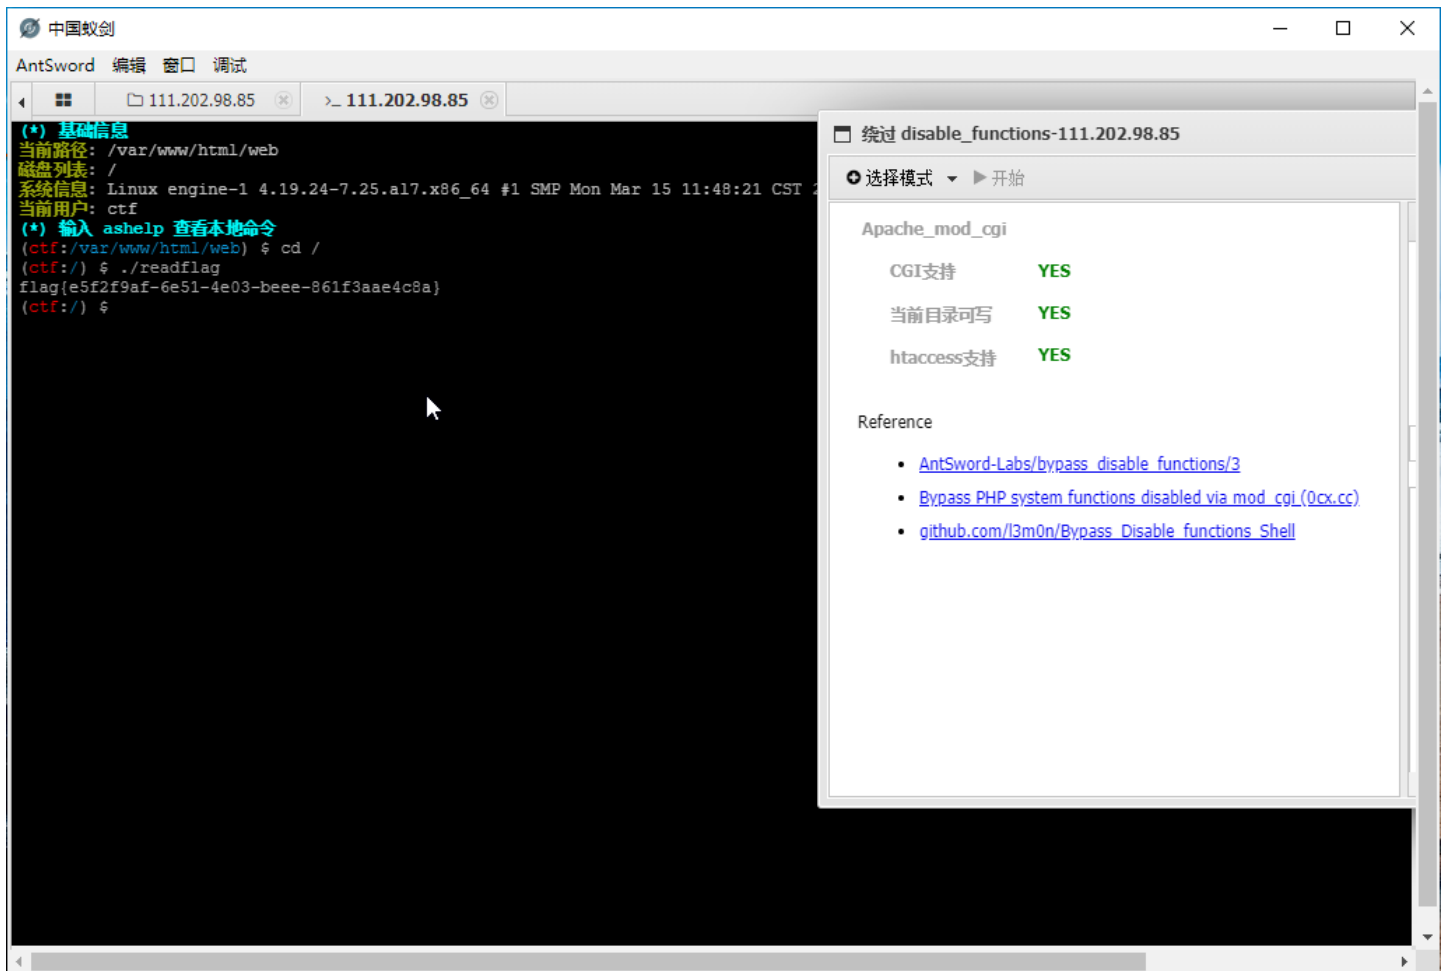 中国蚁剑
AntSword 编辑 窗口 调试
111.202.98.85
>_ 111.202.98.85
(*) 基础信息
当前路径: /var/www/html/web
磁盘列表: /
系统信息: Linux engine-1 4.19.24-7.25.al7.x86_64 #1 SMP Mon Mar 15 11:48:21 CST
当前用户: ctf
(*) 输入 ashelp 查看本地命令
(ctf:/var/www/html/web) $ cd /
(ctf:/) $ ./readflag
flag{e5f2f9af-6e51-4e03-beee-861f3aae4c8a}
(ctf:/) $
绕过 disable_functions-111.202.98.85
选择模式 开始
Apache_mod_cgi
CGI支持 YES
当前目录可写 YES
htaccess支持 YES
Reference
• AntSword-Labs/bypass_disable_functions/3
• Bypass PHP system functions disabled via mod_cgi (0cx.cc)
• github.com/l3m0n/Bypass_Disable_functions_Shell